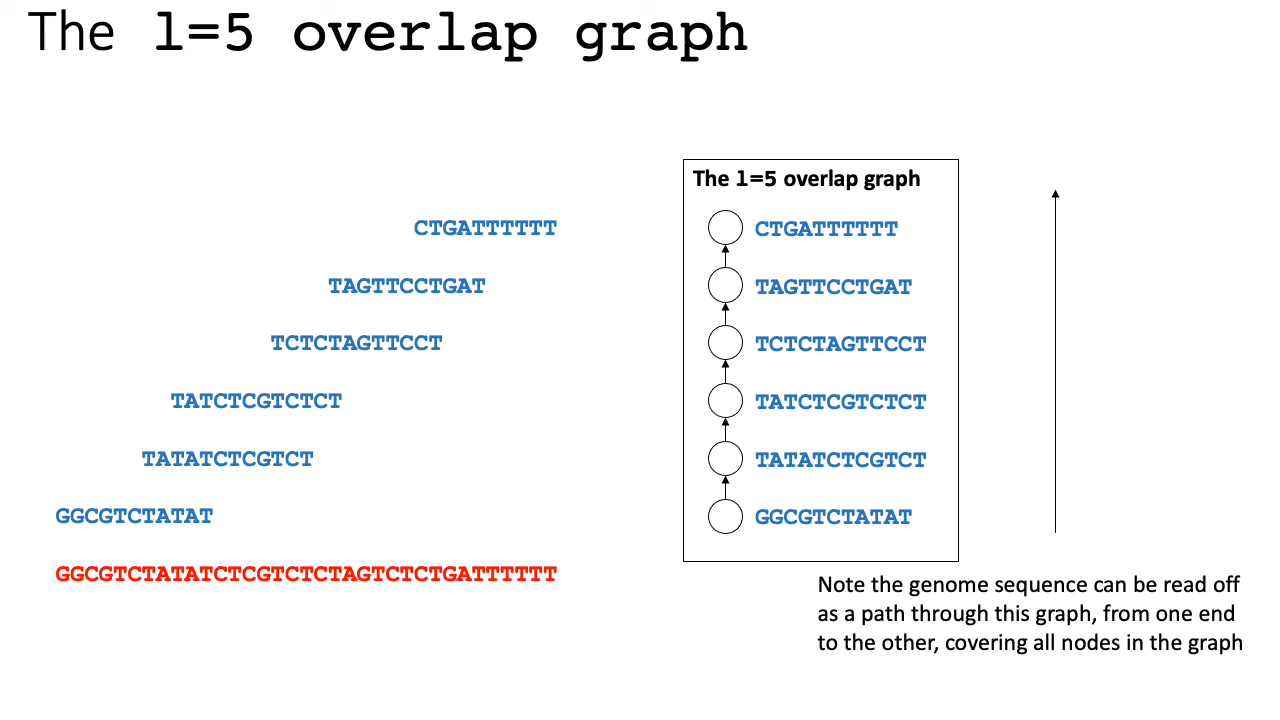 The l=5 overlap graph
CTGATTTTTT
TAGTTCCTGAT
TCTCTAGTTCCT
TATCTCGTCTCT
TATATCTCGTCT
GGCGTCTATAT
GGCGTCTATATCTCGTCTCTAGTCTCTGATTTTTT
The l=5 overlap graph
CTGATTTTTT
TAGTTCCTGAT
TCTCTAGTTCCT
TATCTCGTCTCT
TATATCTCGTCT
GGCGTCTATAT
Note the genome sequence can be read off
as a path through this graph, from one end
to the other, covering all nodes in the graph